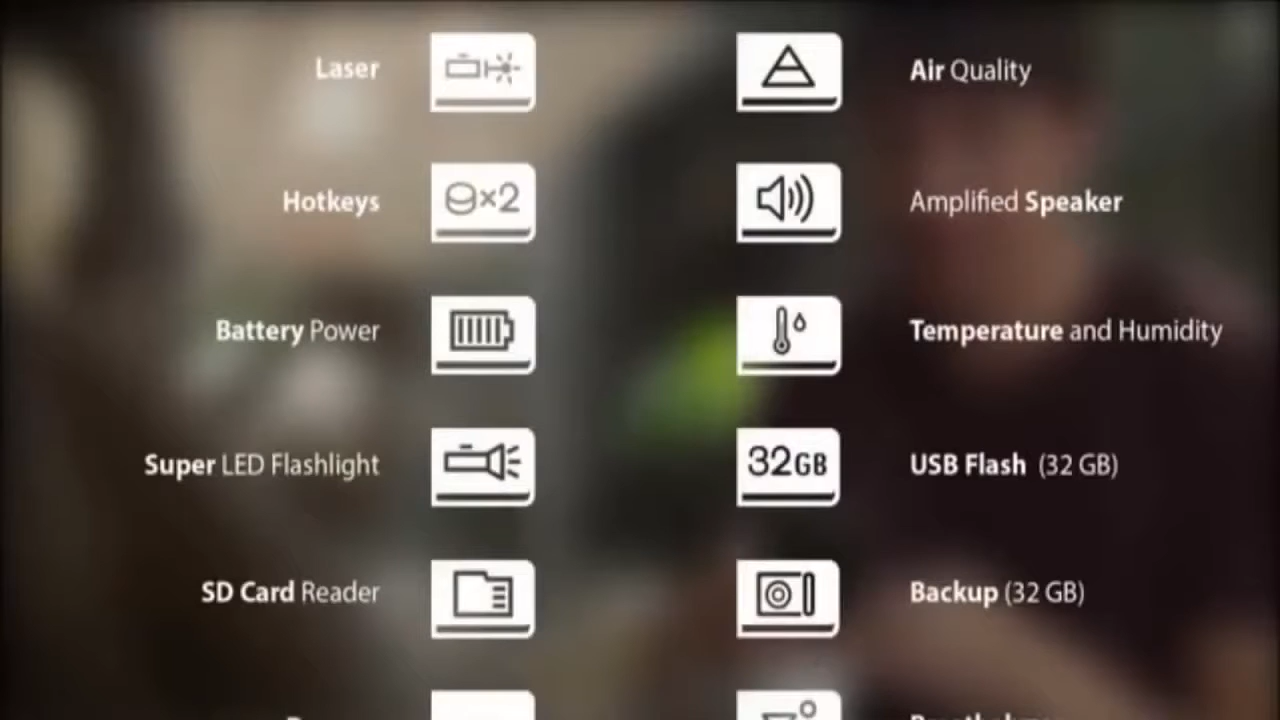 Laser
Air Quality
Hotkeys
×2
Amplified Speaker
Battery Power
Temperature and Humidity
Super LED Flashlight
32GB
USB Flash (32 GB)
SD Card Reader
Backup (32 GB)